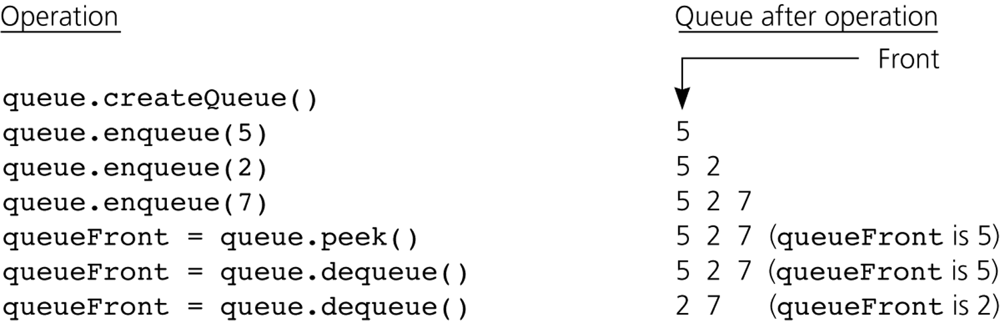 Operation Queue after operation
Front
queue.createQueue()
queue.enqueue(5) 5
queue.enqueue(2) 5 2
queue.enqueue(7) 5 2 7
queueFront = queue.peek() 5 2 7 (queueFront is 5)
queueFront = queue.dequeue() 5 2 7 (queueFront is 5)
queueFront = queue.dequeue() 2 7 (queueFront is 2)